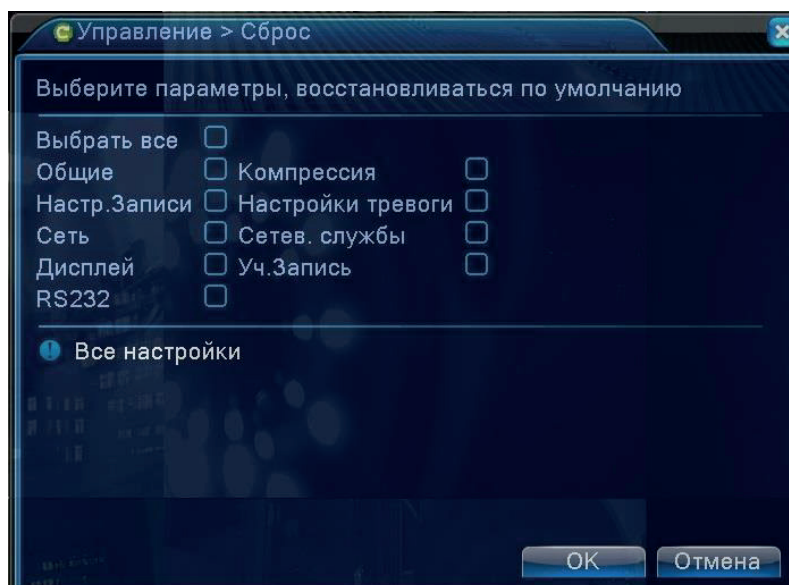 Управление > Сброс
Выберите параметры, восстановливаться по умолчанию
Выбрать все
Общие Компрессия
Настр.Записи Настройки тревоги
Сеть Сетев. службы
Дисплей Уч.Запись
RS232
Все настройки
OK Отмена